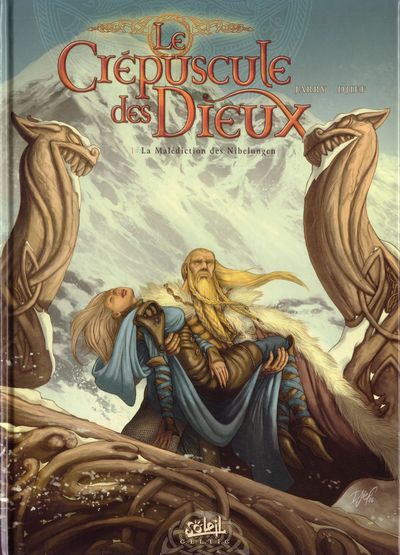 Le
Crépuscule
des Dieux
JARRY DJIEF
1- La Malédiction des Nibelungen
SOLEIL
CELTIC